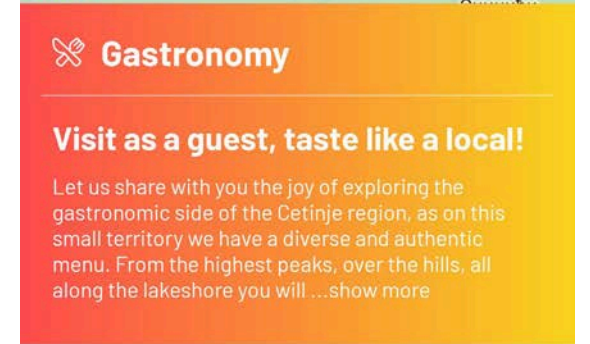 Gastronomy
Visit as a guest, taste like a local!
Let us share with you the joy of exploring the
gastronomic side of the Cetinje region, as on this
small territory we have a diverse and authentic
menu. From the highest peaks, over the hills, all
along the lakeshore you will ...show more